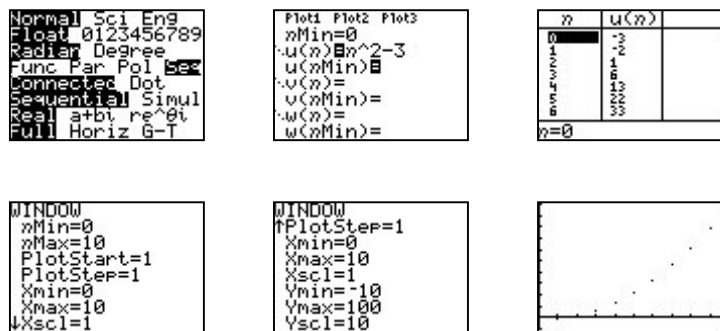 Normal Sci Eng
Float 0123456789
Radian Degree
Func Par Pol Seq
Connected Dot
Sequential Simul
Real a+bi re^θi
Full Horiz G-T
Plot1 Plot2 Plot3
nMin=0
u(n)=n^2-3
u(nMin)=
v(n)=
v(nMin)=
w(n)=
w(nMin)=
n u(n)
0 -3
1 -2
2 1
3 6
4 13
5 22
6 33
n=0
WINDOW
nMin=0
nMax=10
PlotStart=1
PlotStep=1
Xmin=0
Xmax=10
↓Xscl=1
WINDOW
↑PlotStep=1
Xmin=0
Xmax=10
Xscl=1
Ymin=-10
Ymax=100
Yscl=10